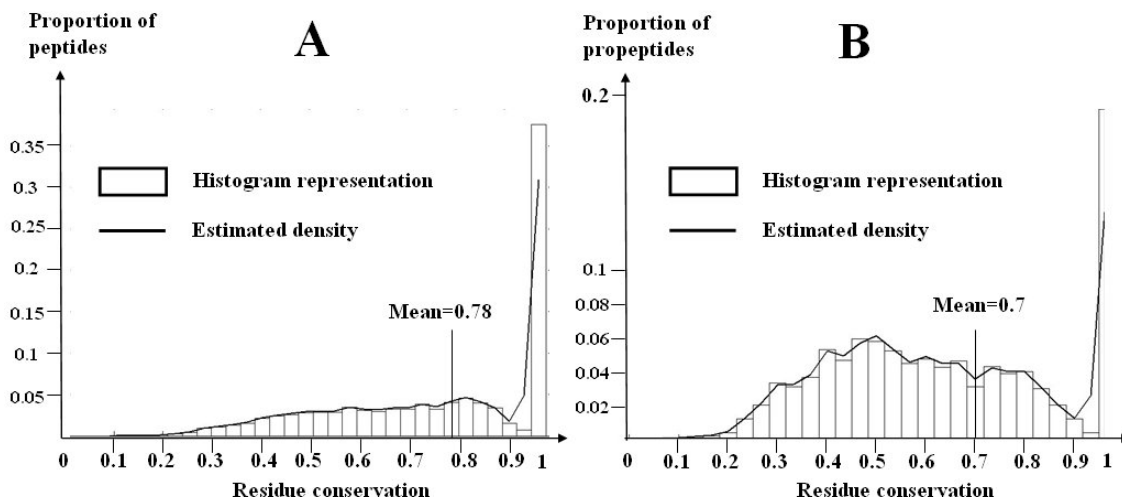 Proportion of
peptides
A
0.35
0.3
0.25
0.2
0.15
0.1
0.05
Histogram representation
Estimated density
Mean=0.78
0 0.1 0.2 0.3 0.4 0.5 0.6 0.7 0.8 0.9 1
Residue conservation
Proportion of
propeptides
B
0.2
0.1
0.08
0.06
0.04
0.02
Histogram representation
Estimated density
Mean=0.7
0 0.1 0.2 0.3 0.4 0.5 0.6 0.7 0.8 0.9 1
Residue conservation